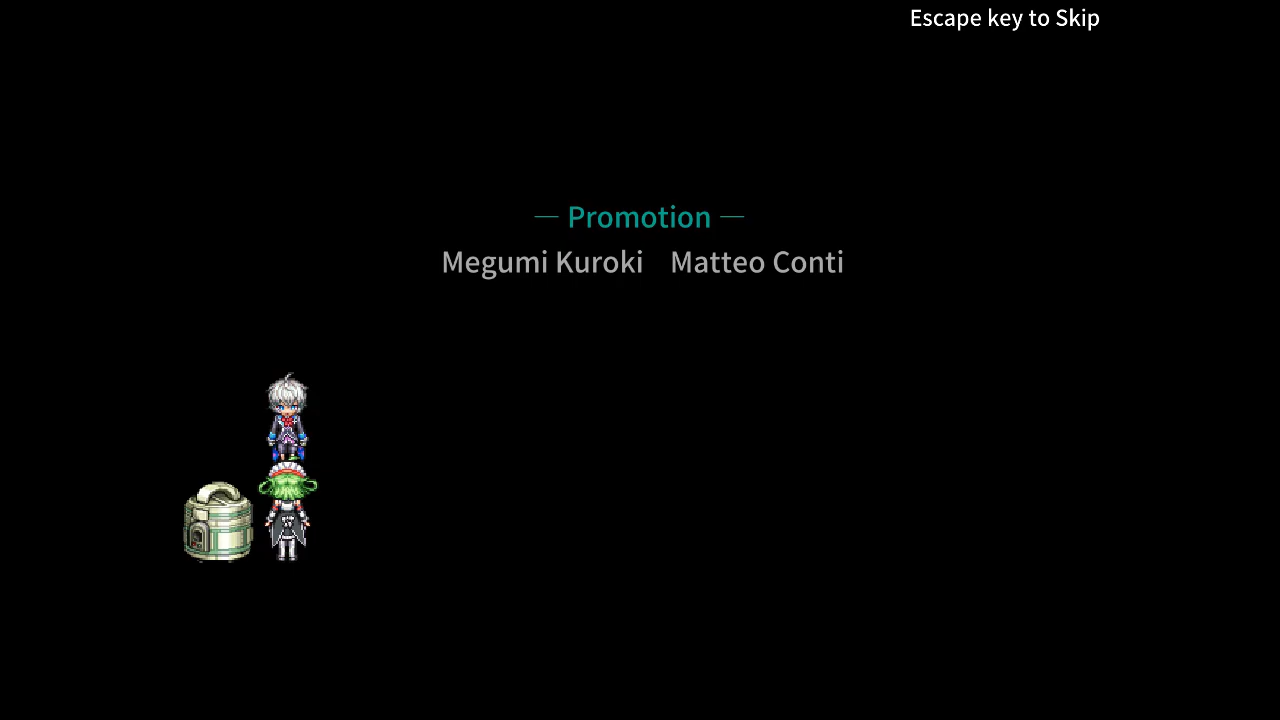 Escape key to Skip
— Promotion —
Megumi Kuroki Matteo Conti